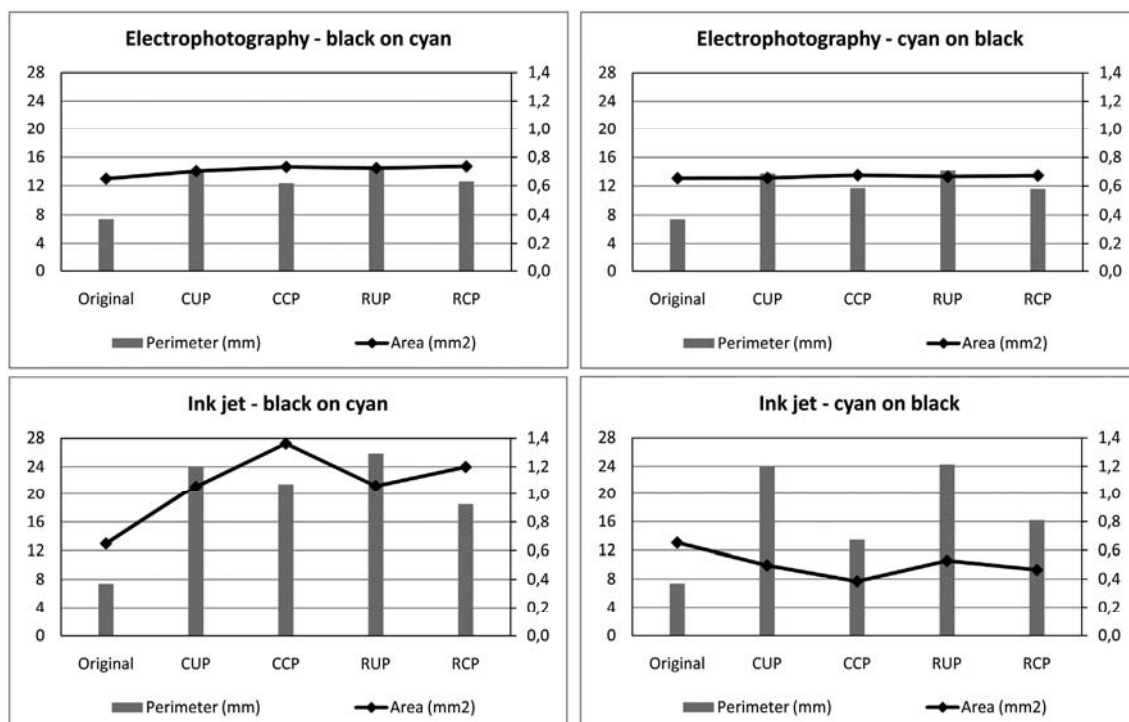 Electrophotography - black on cyan
28 1,4
24 1,2
20 1,0
16 0,8
12 0,6
8 0,4
4 0,2
0 0,0
Original CUP CCP RUP RCP
Perimeter (mm) Area (mm2)
Electrophotography - cyan on black
28 1,4
24 1,2
20 1,0
16 0,8
12 0,6
8 0,4
4 0,2
0 0,0
Original CUP CCP RUP RCP
Perimeter (mm) Area (mm2)
Ink jet - black on cyan
28 1,4
24 1,2
20 1,0
16 0,8
12 0,6
8 0,4
4 0,2
0 0,0
Original CUP CCP RUP RCP
Perimeter (mm) Area (mm2)
Ink jet - cyan on black
28 1,4
24 1,2
20 1,0
16 0,8
12 0,6
8 0,4
4 0,2
0 0,0
Original CUP CCP RUP RCP
Perimeter (mm) Area (mm2)